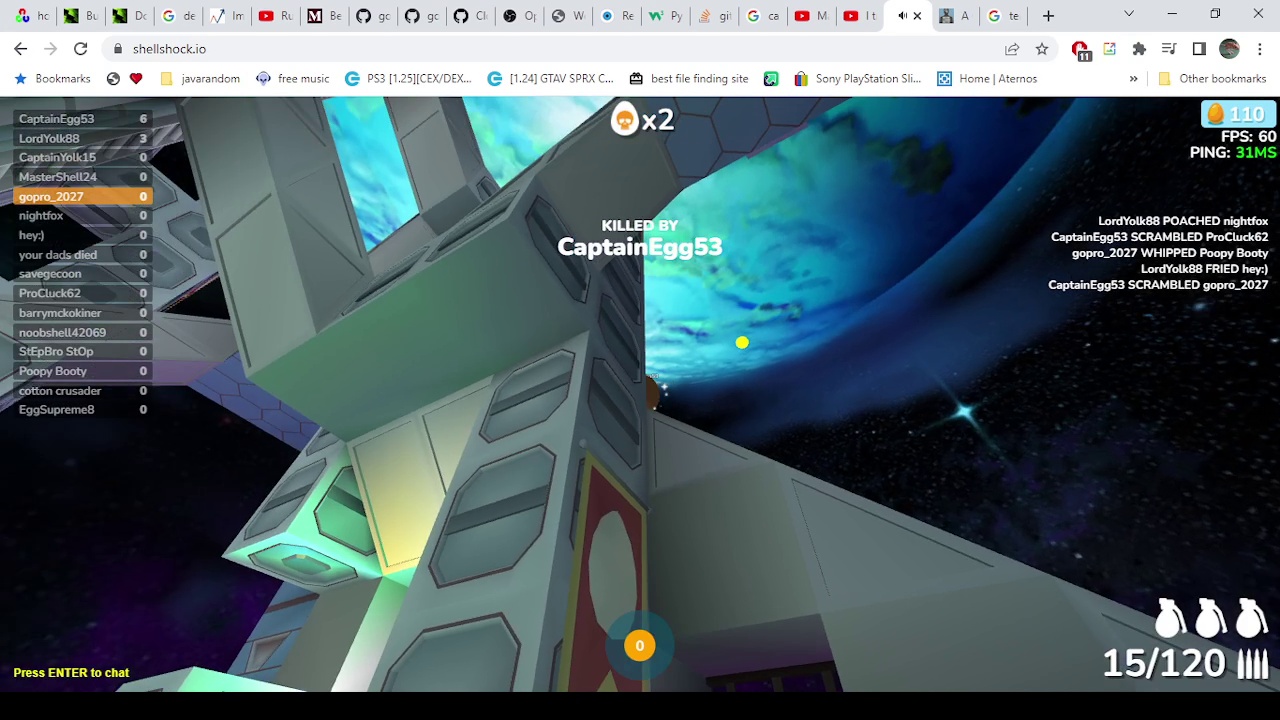 hc
Bu
Dc
de
Im
Ru
Be
gc
gc
Cl
Op
W
Re
Py
git
ca
M
I t
A
te
shellshock.io
11
Bookmarks
javarandom
free music
PS3 [1.25](CEX/DEX...
[1.24] GTAV SPRX C...
best file finding site
Sony PlayStation Sli...
Home | Aternos
»
Other bookmarks
CaptainEgg53 6
LordYolk88 3
CaptainYolk15 0
MasterShell24 0
gopro_2027 0
nightfox 0
hey:) 0
your dads died 0
savegecoon 0
ProCluck62 0
barrymckokiner 0
noobshell42069 0
StEpBro StOp 0
Poopy Booty 0
cotton crusader 0
EggSupreme8 0
x2
110
FPS: 60
PING: 31MS
KILLED BY
CaptainEgg53
LordYolk88 POACHED nightfox
CaptainEgg53 SCRAMBLED ProCluck62
gopro_2027 WHIPPED Poopy Booty
LordYolk88 FRIED hey:)
CaptainEgg53 SCRAMBLED gopro_2027
0
Press ENTER to chat
15/120